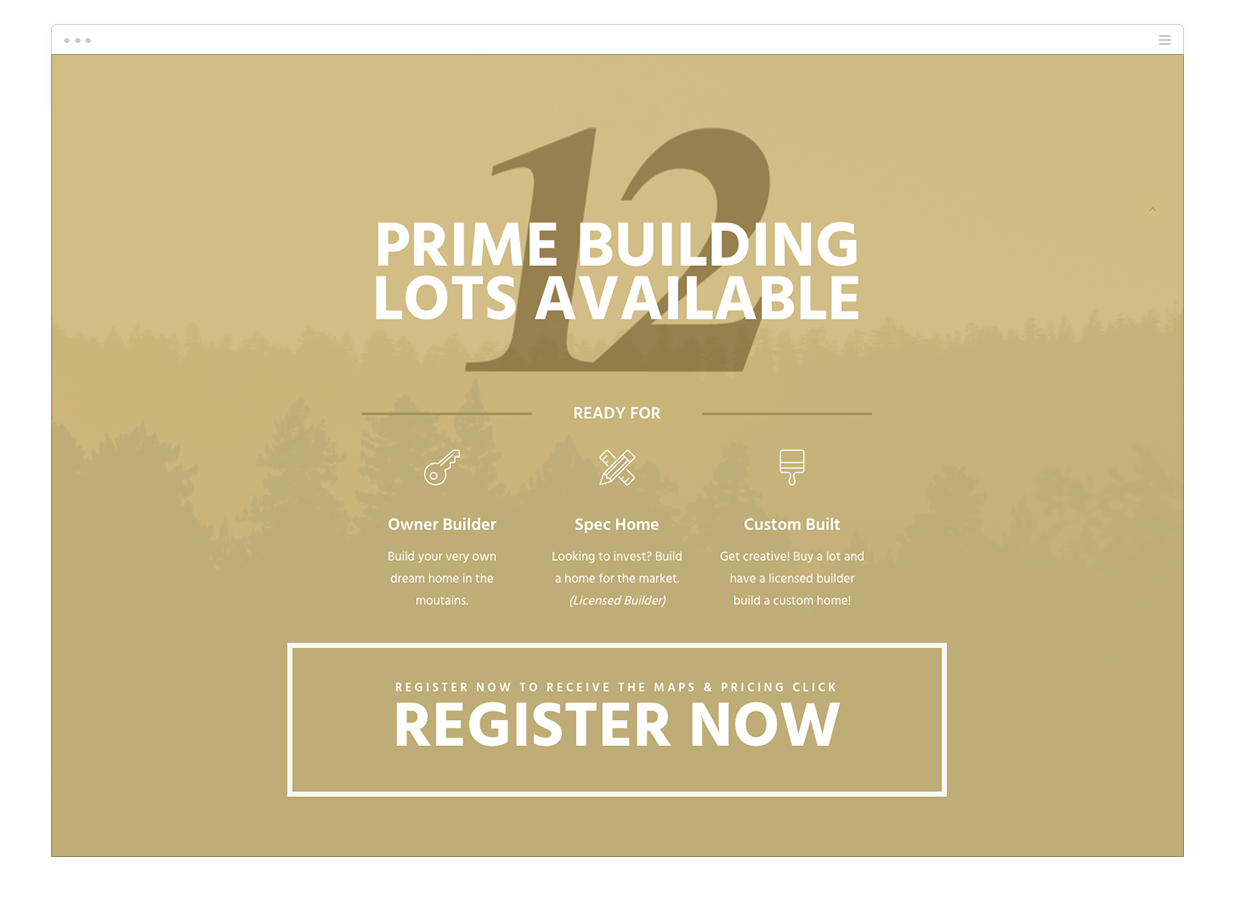 12
PRIME BUILDING
LOTS AVAILABLE
READY FOR
Owner Builder
Build your very own
dream home in the
moutains.
Spec Home
Looking to invest? Build
a home for the market.
(Licensed Builder)
Custom Built
Get creative! Buy a lot and
have a licensed builder
build a custom home!
REGISTER NOW TO RECEIVE THE MAPS & PRICING CLICK
REGISTER NOW